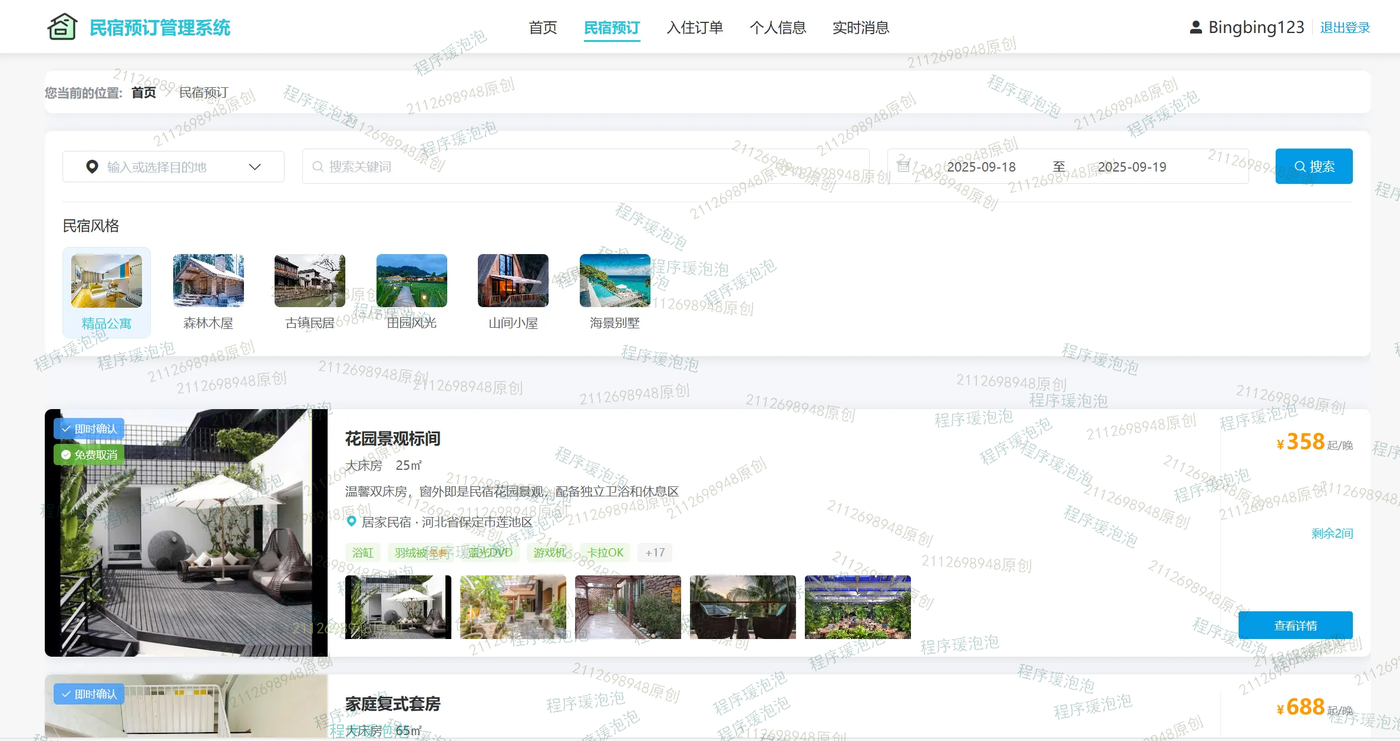 民宿预订管理系统
首页 民宿预订 入住订单 个人信息 实时消息
Bingbing123 退出登录
您当前的位置: 首页 民宿预订
输入或选择目的地 搜索关键词 2025-09-18 至 2025-09-19 搜索
民宿风格
精品公寓 森林木屋 古镇民居 田园风光 山间小屋 海景别墅
即时确认
免费取消
花园景观标间
¥358起/晚
大床房 25㎡
温馨双床房，窗外即是民宿花园景观，配备独立卫浴和休息区
居家民宿 · 河北省保定市莲池区
剩余2间
浴缸 羽绒被 蓝光DVD 游戏机 卡拉OK +17
查看详情
即时确认
家庭复式套房
¥688起/晚
大床房 65㎡
程序瑗泡泡
2112698948原创